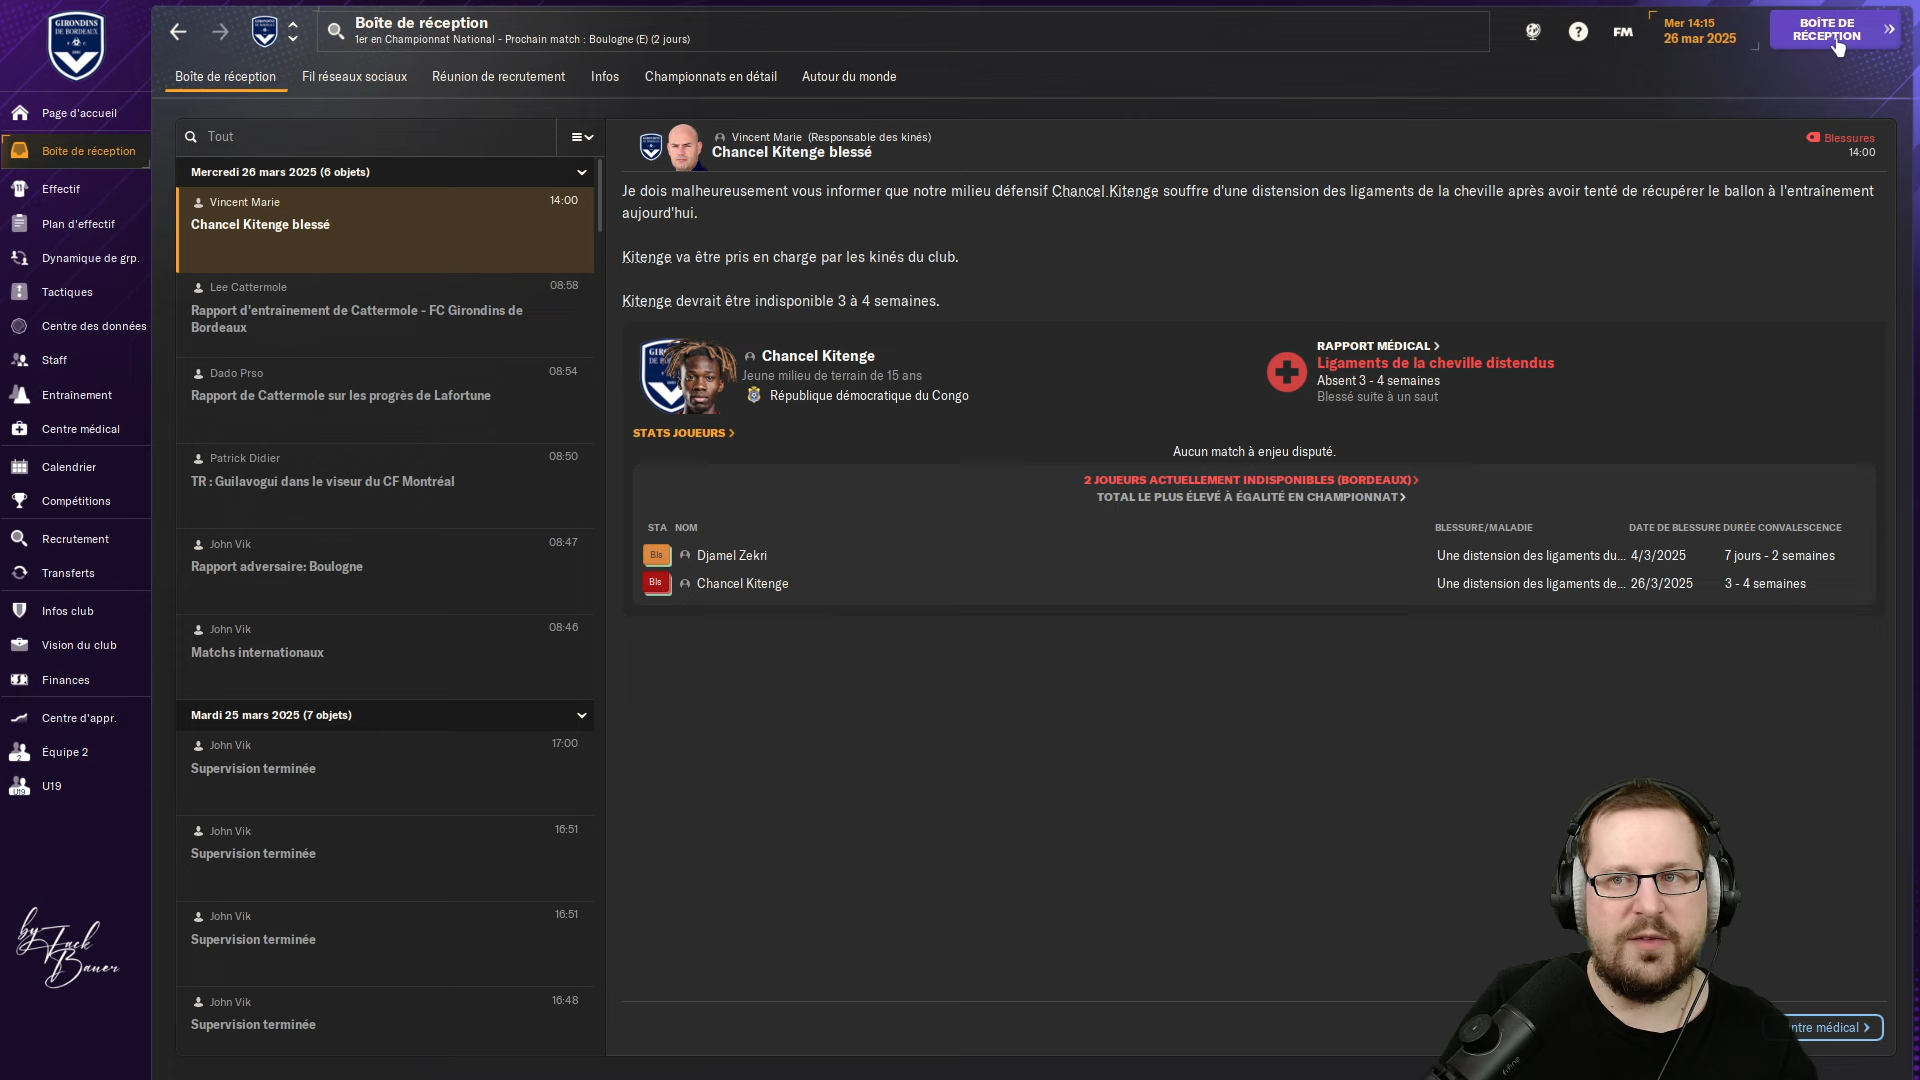 GIRONDINS
DE BORDEAUX
Boîte de réception
1er en Championnat National - Prochain match : Boulogne (E) (2 jours)
FM
Mer 14:15
26 mar 2025
BOÎTE DE
RÉCEPTION
Boîte de réception
Fil réseaux sociaux
Réunion de recrutement
Infos
Championnats en détail
Autour du monde
Page d'accueil
Boîte de réception
Effectif
Plan d'effectif
Dynamique de grp.
Tactiques
Centre des données
Staff
Entraînement
Centre médical
Calendrier
Compétitions
Recrutement
Transferts
Infos club
Vision du club
Finances
Centre d'appr.
Équipe 2
U19
by Jack
Bauer
Tout
Mercredi 26 mars 2025 (6 objets)
Vincent Marie 14:00
Chancel Kitenge blessé
Lee Cattermole 08:58
Rapport d'entraînement de Cattermole - FC Girondins de
Bordeaux
Dado Prso 08:54
Rapport de Cattermole sur les progrès de Lafortune
Patrick Didier 08:50
TR : Guilavogui dans le viseur du CF Montréal
John Vik 08:47
Rapport adversaire: Boulogne
John Vik 08:46
Matchs internationaux
Mardi 25 mars 2025 (7 objets)
John Vik 17:00
Supervision terminée
John Vik 16:51
Supervision terminée
John Vik 16:51
Supervision terminée
John Vik 16:48
Supervision terminée
Vincent Marie (Responsable des kinés)
Chancel Kitenge blessé
Blessures
14:00
Je dois malheureusement vous informer que notre milieu défensif Chancel Kitenge souffre d'une distension des ligaments de la cheville après avoir tenté de récupérer le ballon à l'entraînement
aujourd'hui.
Kitenge va être pris en charge par les kinés du club.
Kitenge devrait être indisponible 3 à 4 semaines.
Chancel Kitenge
Jeune milieu de terrain de 15 ans
République démocratique du Congo
RAPPORT MÉDICAL
Ligaments de la cheville distendus
Absent 3 - 4 semaines
Blessé suite à un saut
STATS JOUEURS
Aucun match à enjeu disputé.
2 JOUEURS ACTUELLEMENT INDISPONIBLES (BORDEAUX)
TOTAL LE PLUS ÉLEVÉ À ÉGALITÉ EN CHAMPIONNAT
STA NOM BLESSURE/MALADIE DATE DE BLESSURE DURÉE CONVALESCENCE
Bls Djamel Zekri Une distension des ligaments du... 4/3/2025 7 jours - 2 semaines
Bls Chancel Kitenge Une distension des ligaments de... 26/3/2025 3 - 4 semaines
ntre médical